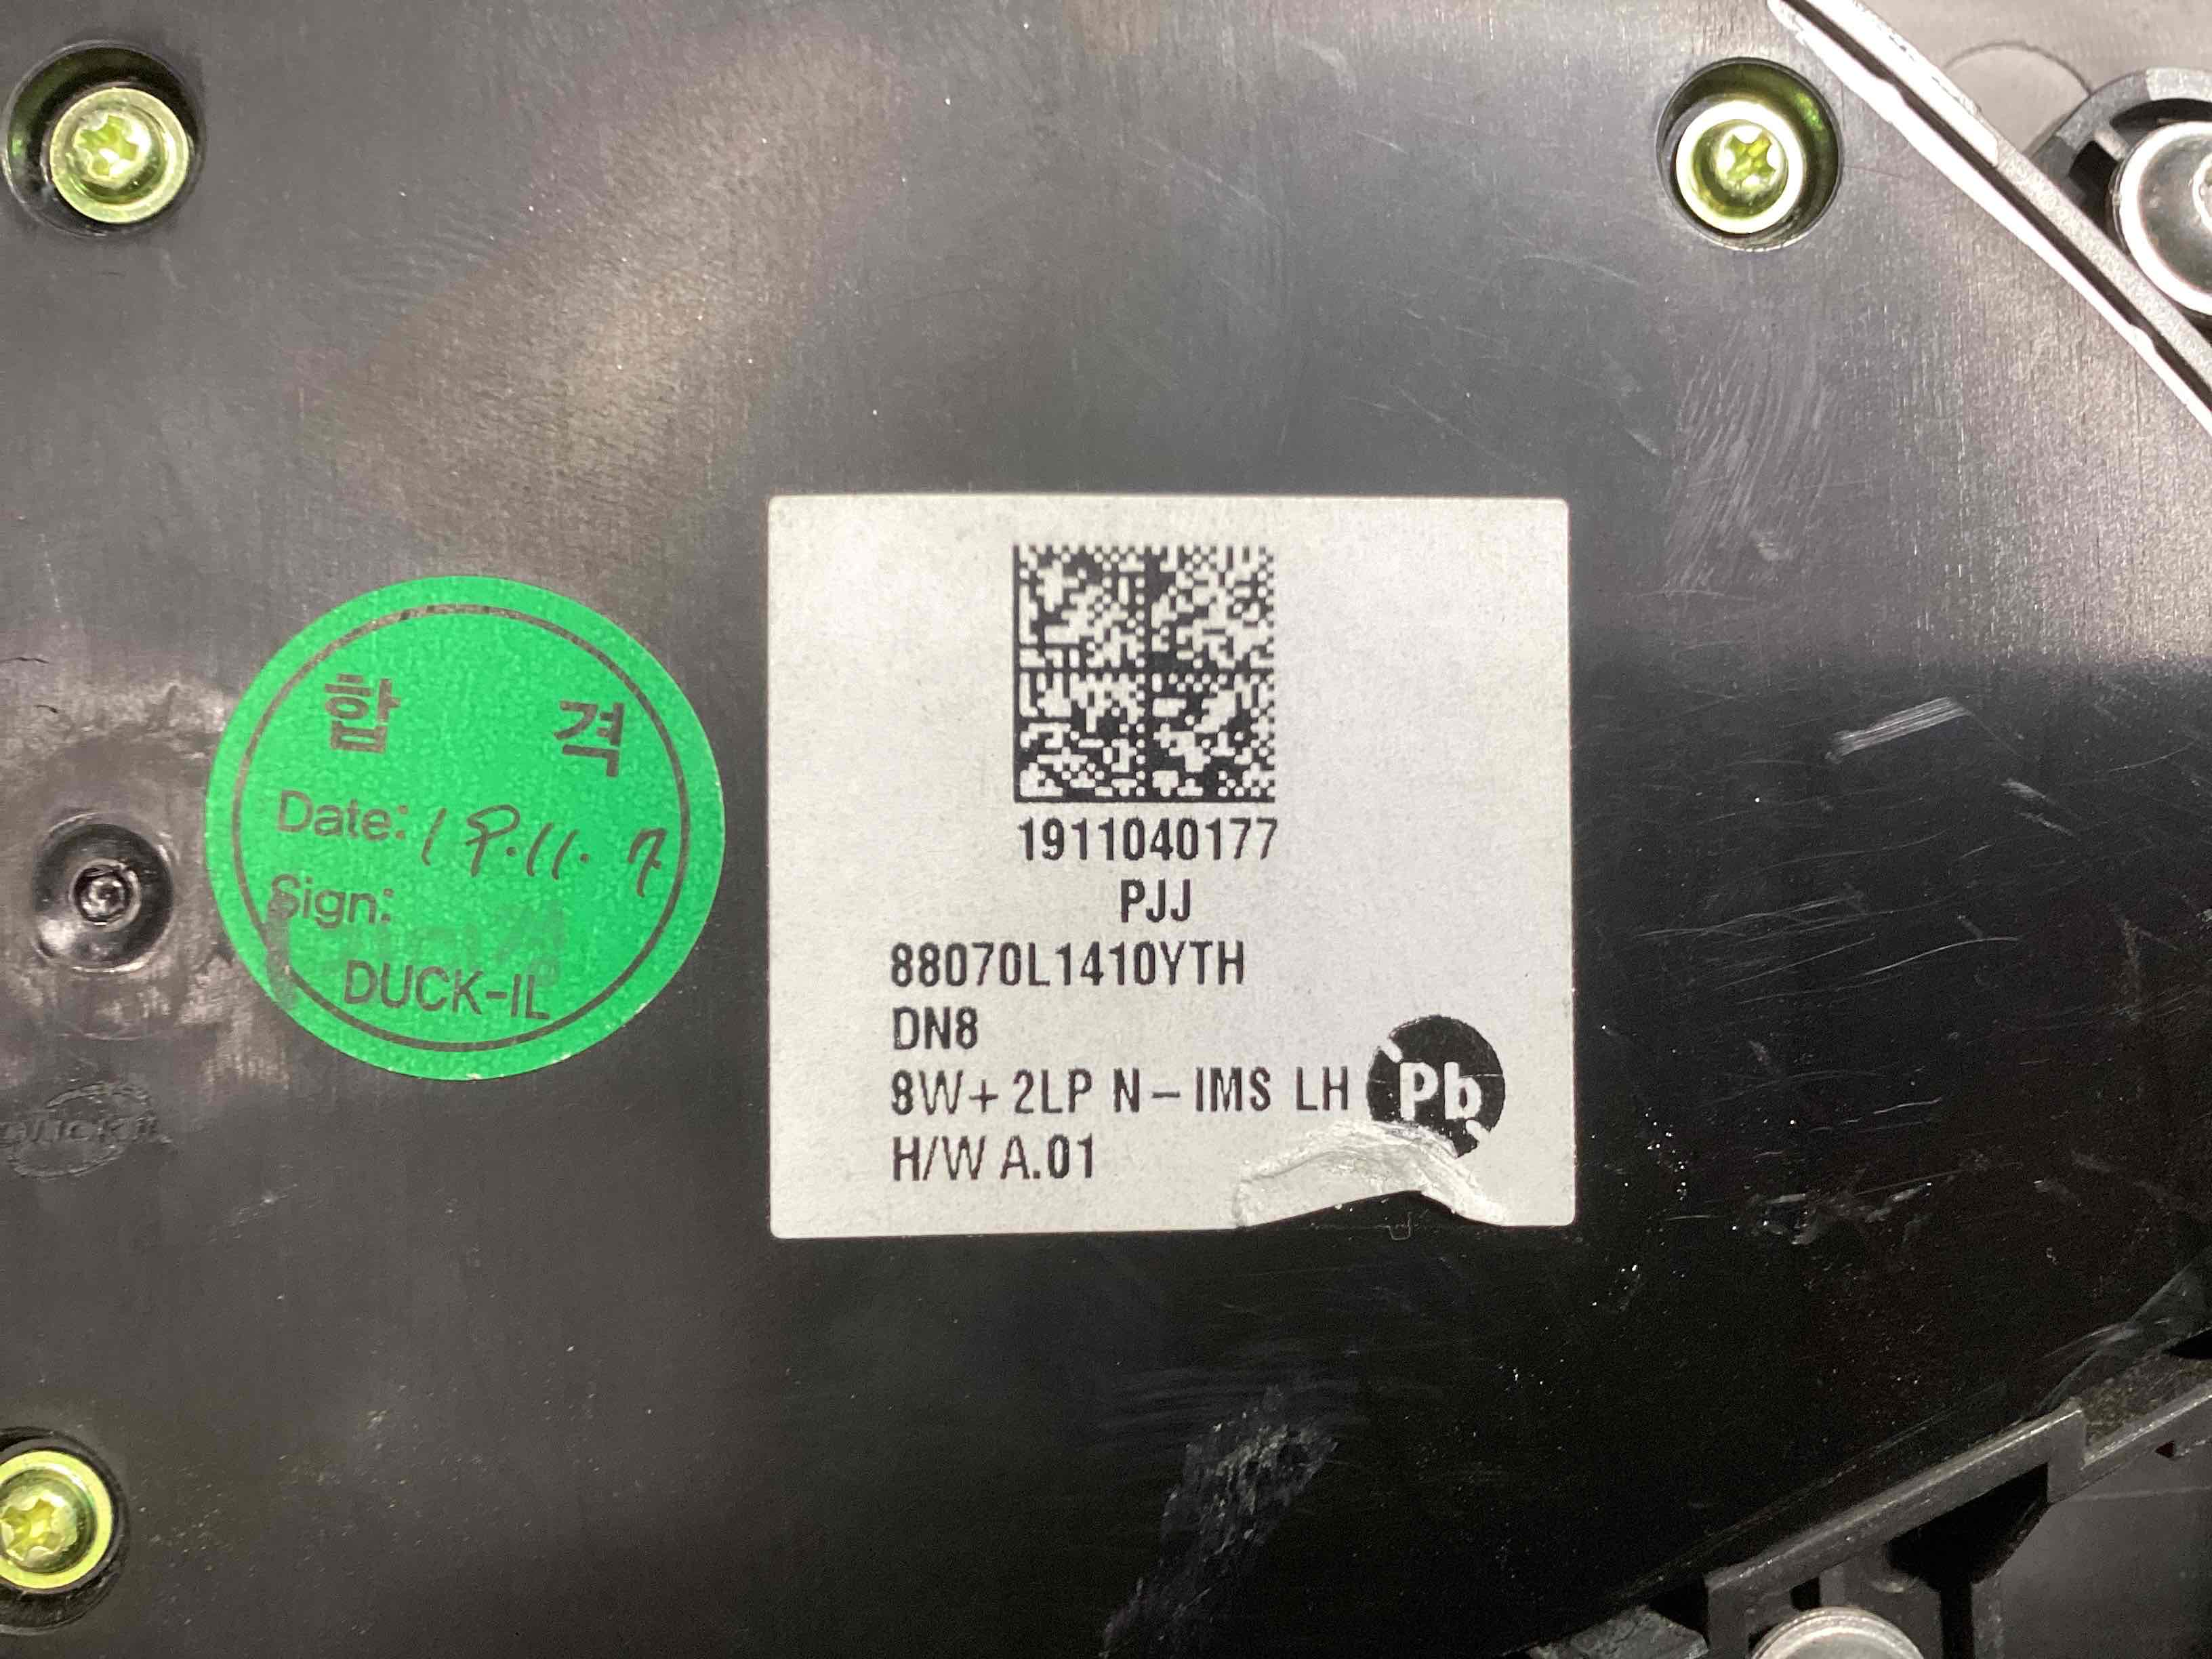 합 격
Date: 19.11.7
Sign:
DUCK-IL
1911040177
PJJ
88070L1410YTH
DN8
8W+2LP N-IMS LH
Pb
H/W A.01